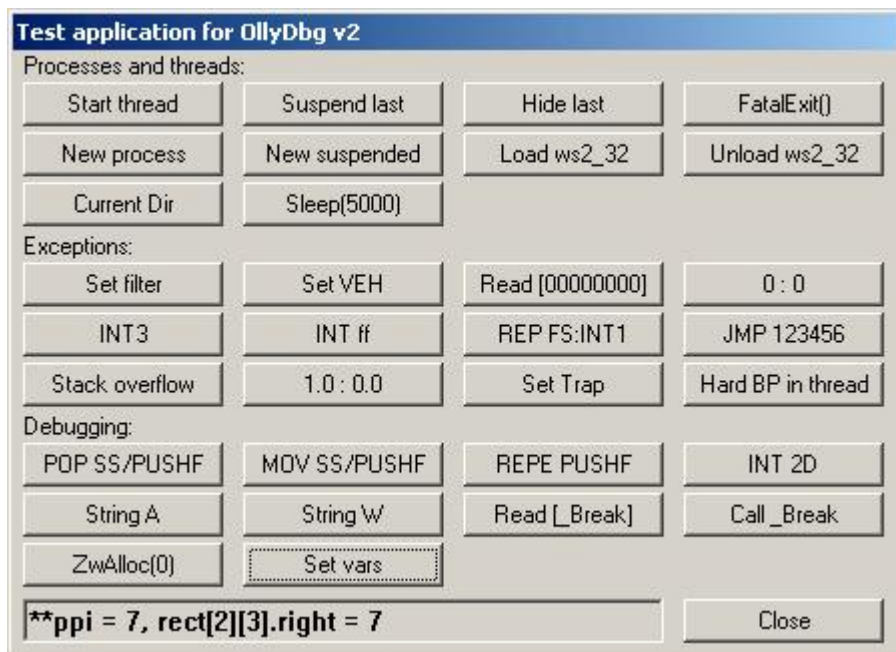 Test application for OllyDbg v2
Processes and threads:
Start thread Suspend last Hide last FatalExit()
New process New suspended Load ws2_32 Unload ws2_32
Current Dir Sleep(5000)
Exceptions:
Set filter Set VEH Read [00000000] 0 : 0
INT3 INT ff REP FS:INT1 JMP 123456
Stack overflow 1.0 : 0.0 Set Trap Hard BP in thread
Debugging:
POP SS/PUSHF MOV SS/PUSHF REPE PUSHF INT 2D
String A String W Read [_Break] Call _Break
ZwAlloc(0) Set vars
**ppi = 7, rect[2][3].right = 7 Close